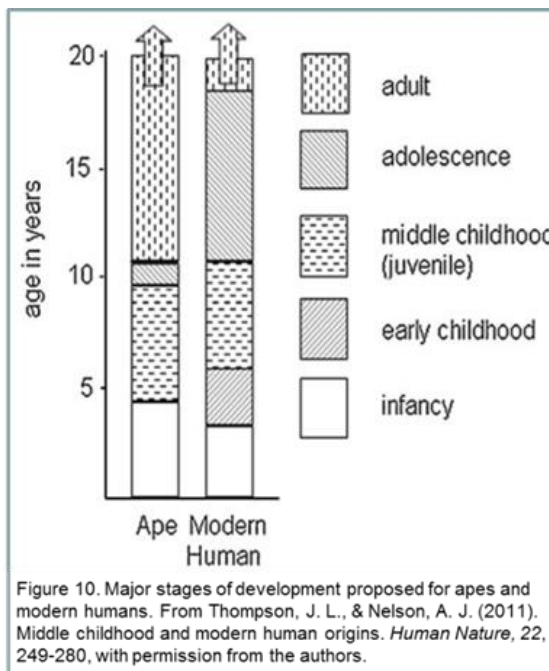 20
15
10
5
age in years
Ape
Modern
Human
adult
adolescence
middle childhood
(juvenile)
early childhood
infancy
Figure 10. Major stages of development proposed for apes and
modern humans. From Thompson, J. L., & Nelson, A. J. (2011).
Middle childhood and modern human origins. Human Nature, 22,
249-280, with permission from the authors.